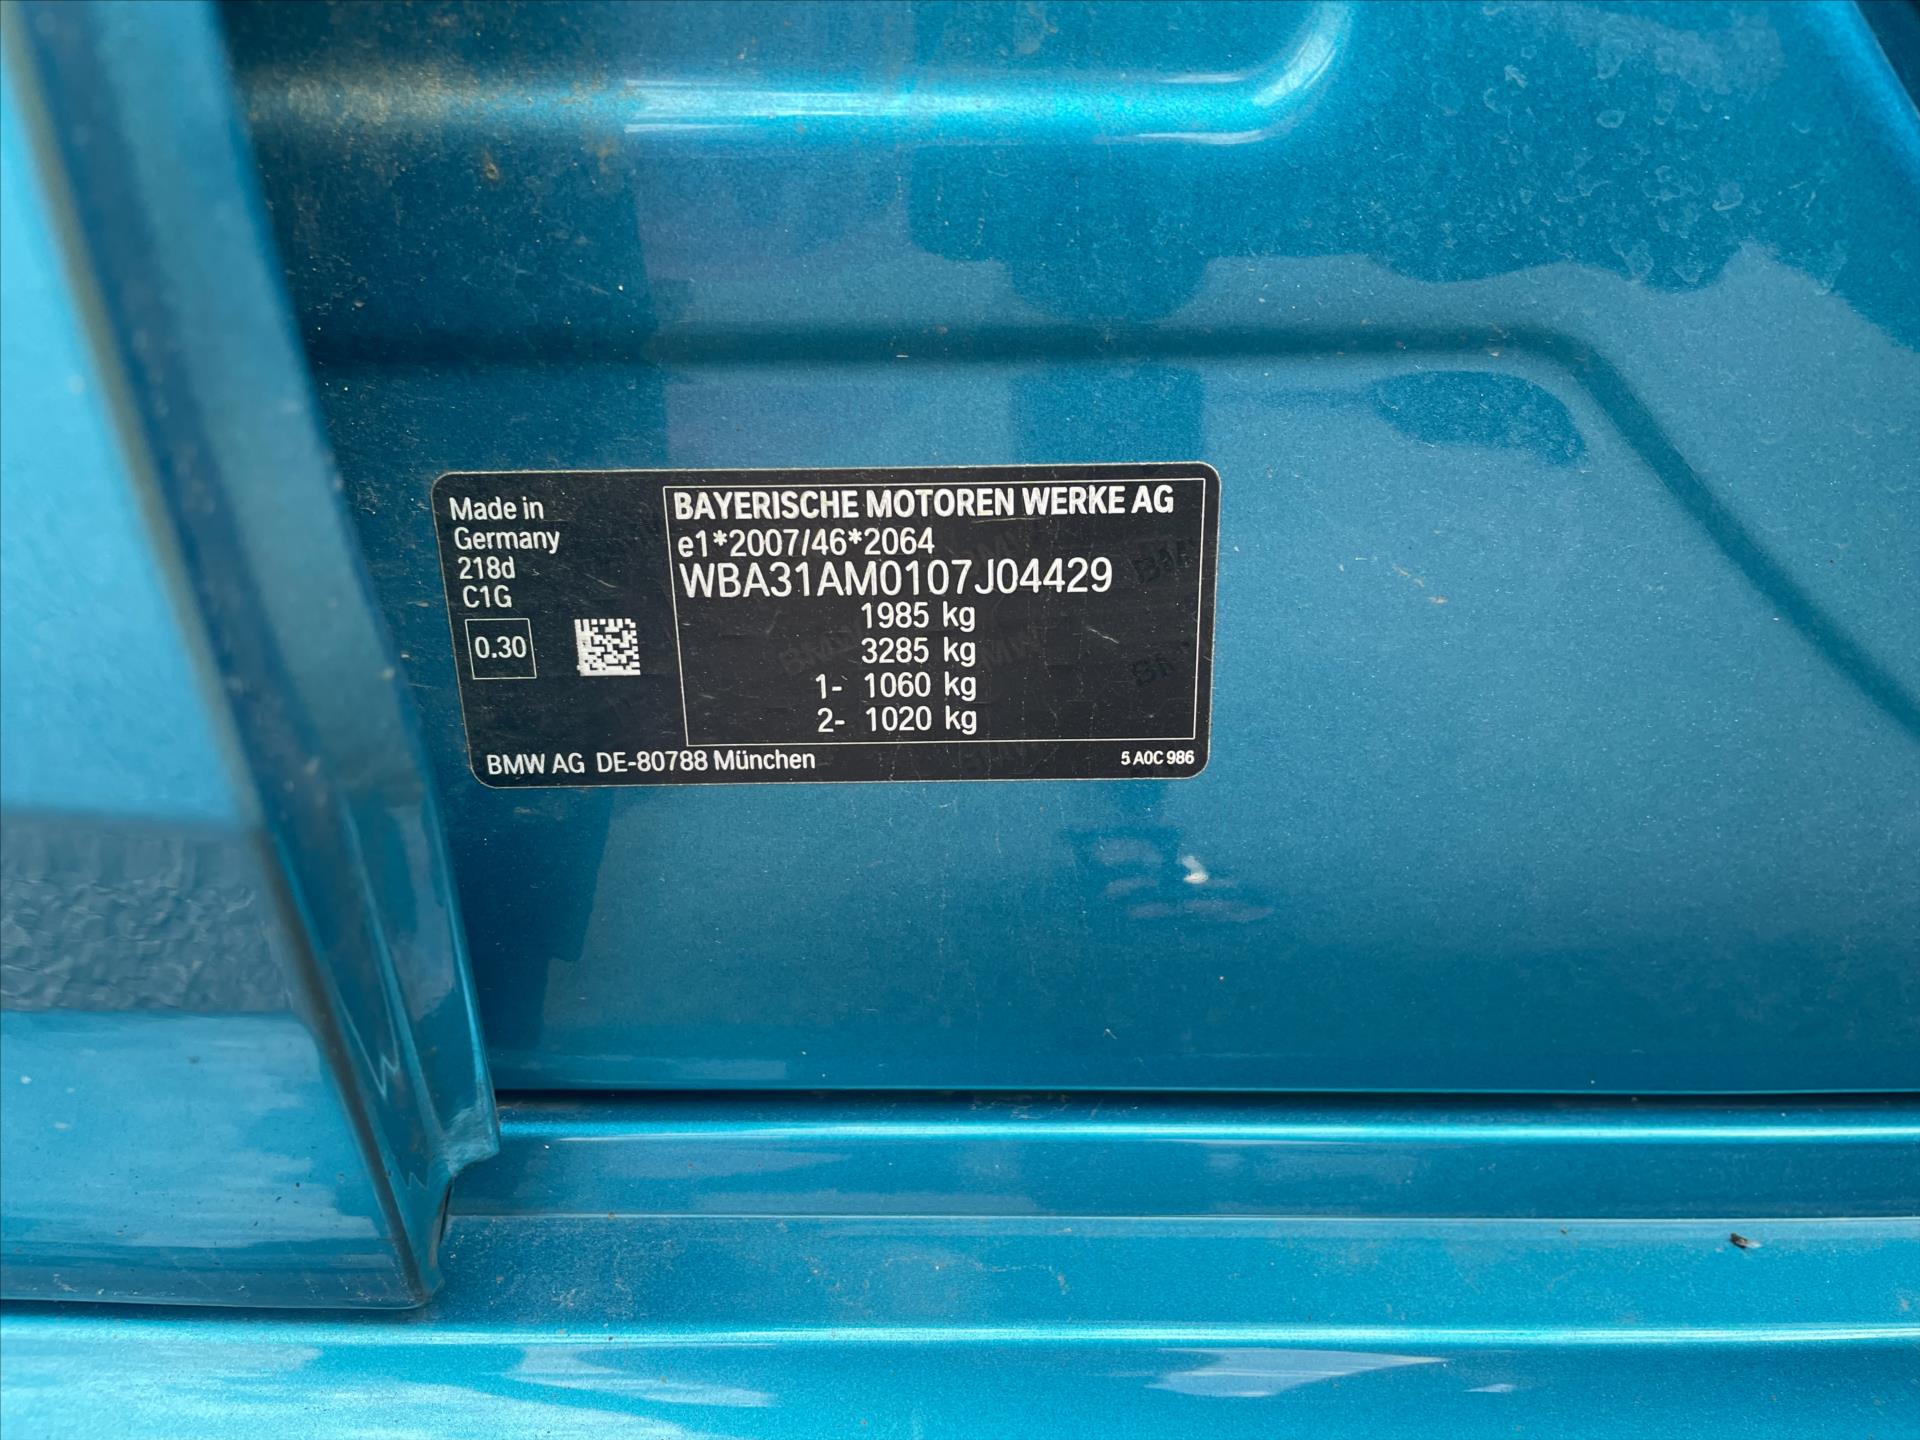 Made in
Germany
218d
C1G
0.30
BAYERISCHE MOTOREN WERKE AG
e1*2007/46*2064
WBA31AM0107J04429
1985 kg
3285 kg
1- 1060 kg
2- 1020 kg
BMW AG DE-80788 München
5 A0C 986